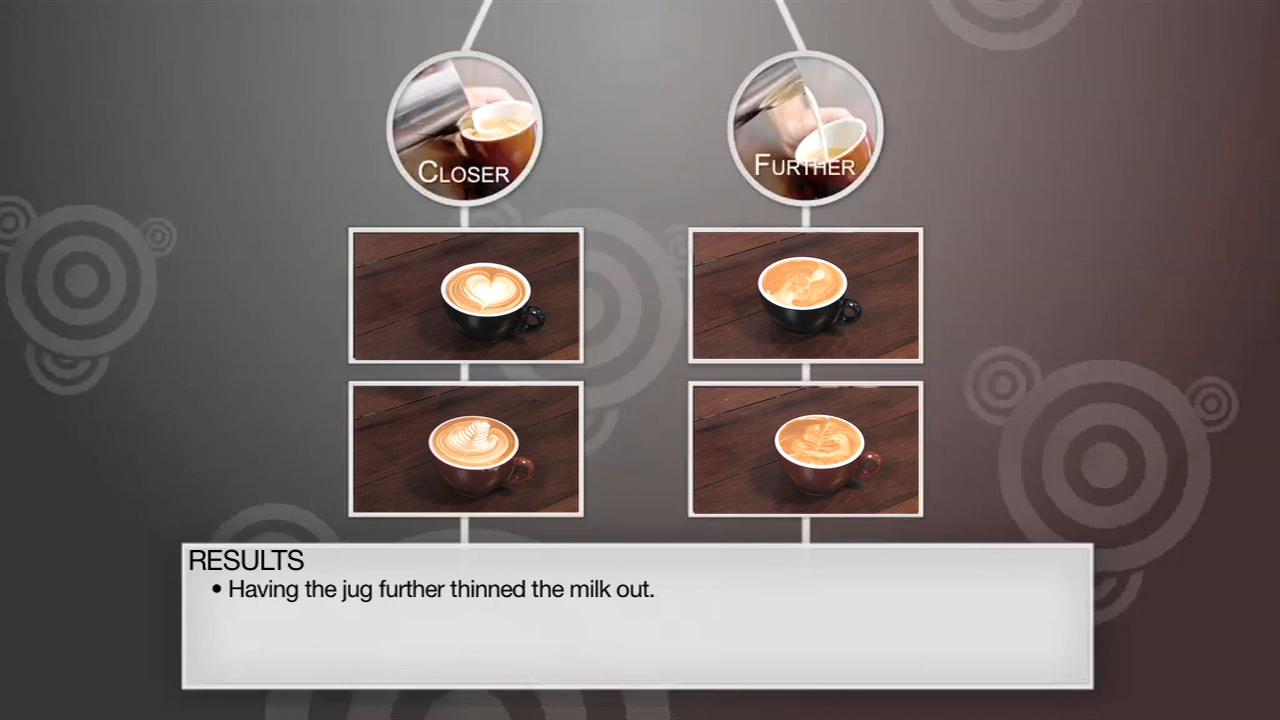 CLOSER
FURTHER
RESULTS
• Having the jug further thinned the milk out.